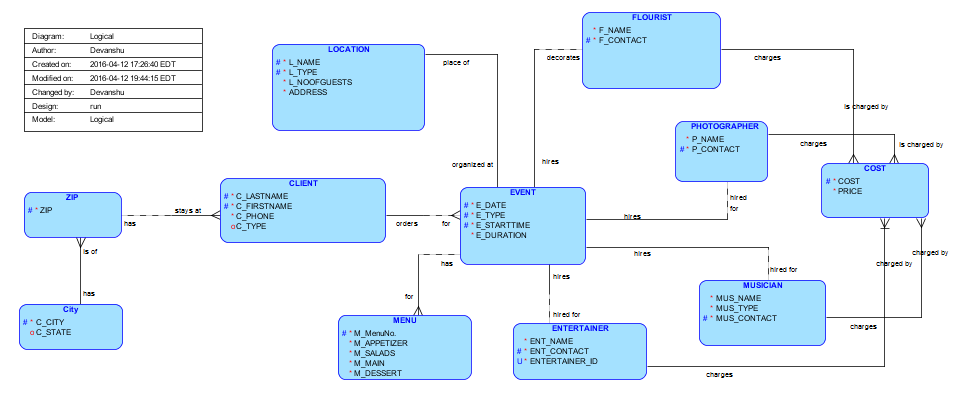 Diagram: Logical
Author: Devanshu
Created on: 2016-04-12 17:26:40 EDT
Modified on: 2016-04-12 19:44:15 EDT
Changed by: Devanshu
Design: run
Model: Logical
LOCATION
# * L_NAME
# * L_TYPE
* L_NOOFGUESTS
* ADDRESS
place of
organized at
FLOURIST
* F_NAME
# * F_CONTACT
decorates
hires
charges
is charged by
PHOTOGRAPHER
* P_NAME
# * P_CONTACT
charges
is charged by
hired
for
hires
COST
# * COST
* PRICE
ZIP
# * ZIP
has
stays at
is of
has
City
# * C_CITY
o C_STATE
CLIENT
# * C_LASTNAME
# * C_FIRSTNAME
* C_PHONE
o C_TYPE
orders
for
EVENT
# * E_DATE
# * E_TYPE
# * E_STARTTIME
* E_DURATION
has
for
hires
hired for
hires
hired for
MENU
# * M_MenuNo.
* M_APPETIZER
* M_SALADS
* M_MAIN
* M_DESSERT
ENTERTAINER
* ENT_NAME
# * ENT_CONTACT
U * ENTERTAINER_ID
charges
charged by
MUSICIAN
* MUS_NAME
* MUS_TYPE
# * MUS_CONTACT
charges
charged by